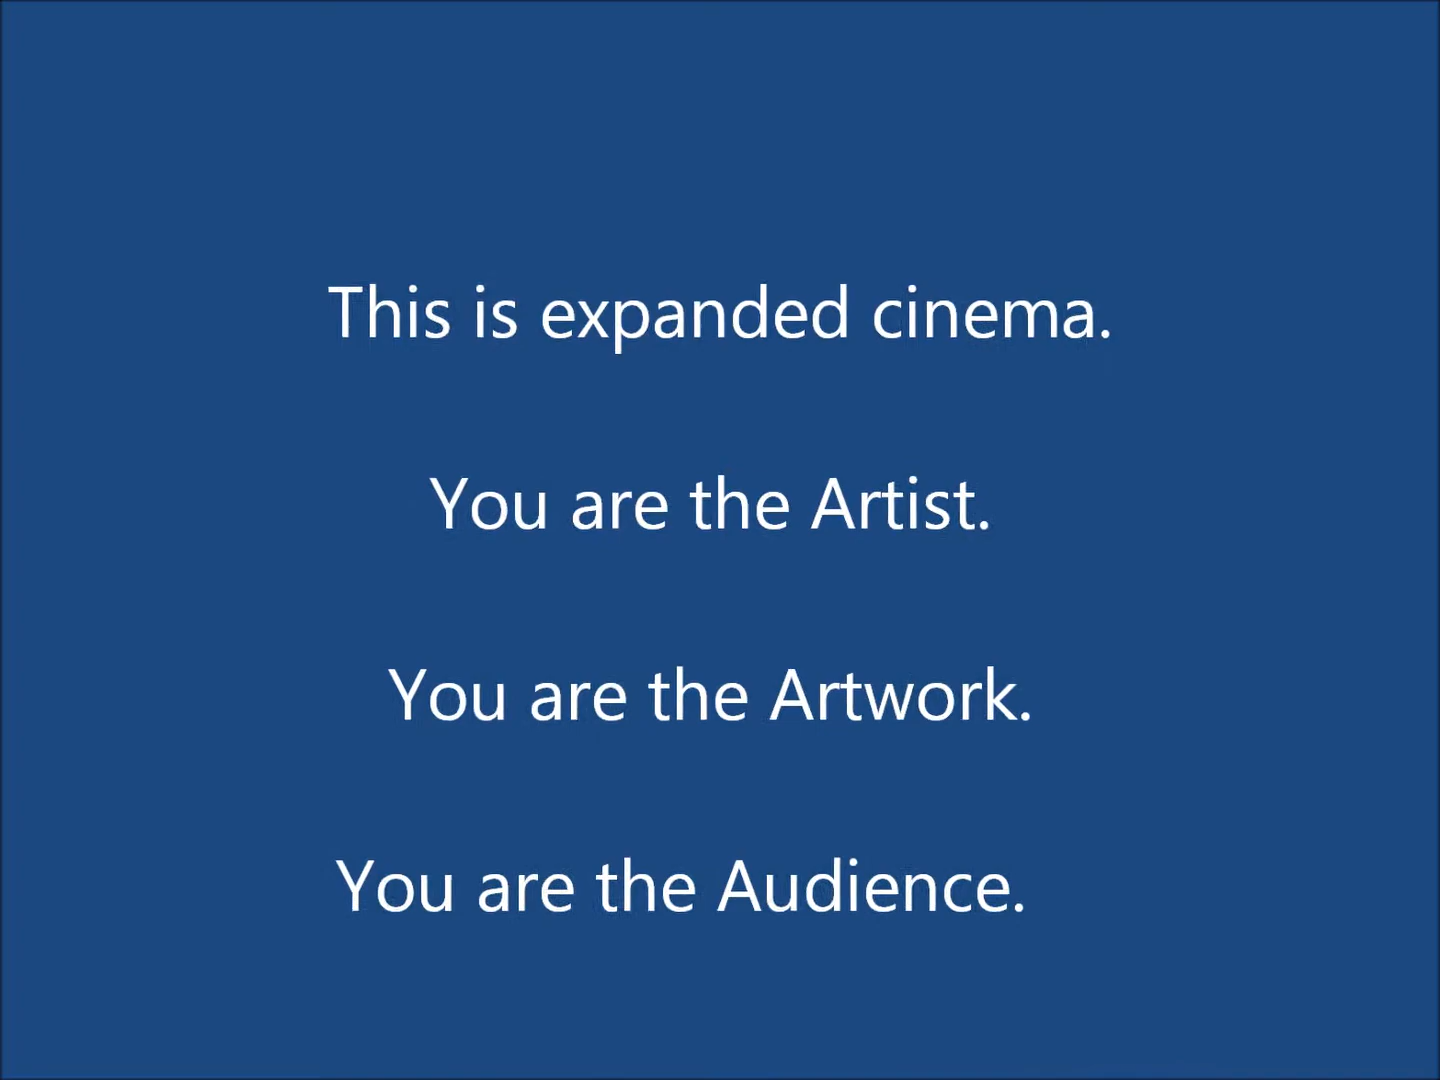 This is expanded cinema.
You are the Artist.
You are the Artwork.
You are the Audience.